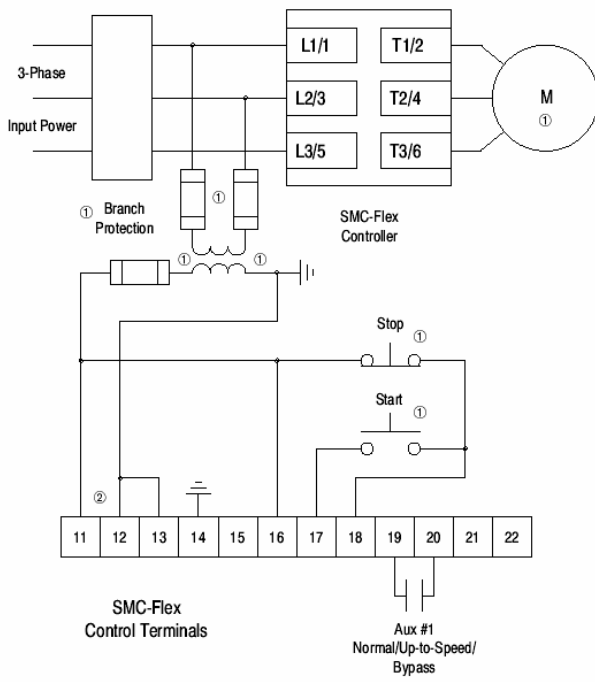 3-Phase
Input Power
L1/1
T1/2
L2/3
T2/4
L3/5
T3/6
M
①
① Branch
Protection
①
SMC-Flex
Controller
①
①
Stop
①
Start
①
②
11 12 13 14 15 16 17 18 19 20 21 22
SMC-Flex
Control Terminals
Aux #1
Normal/Up-to-Speed/
Bypass